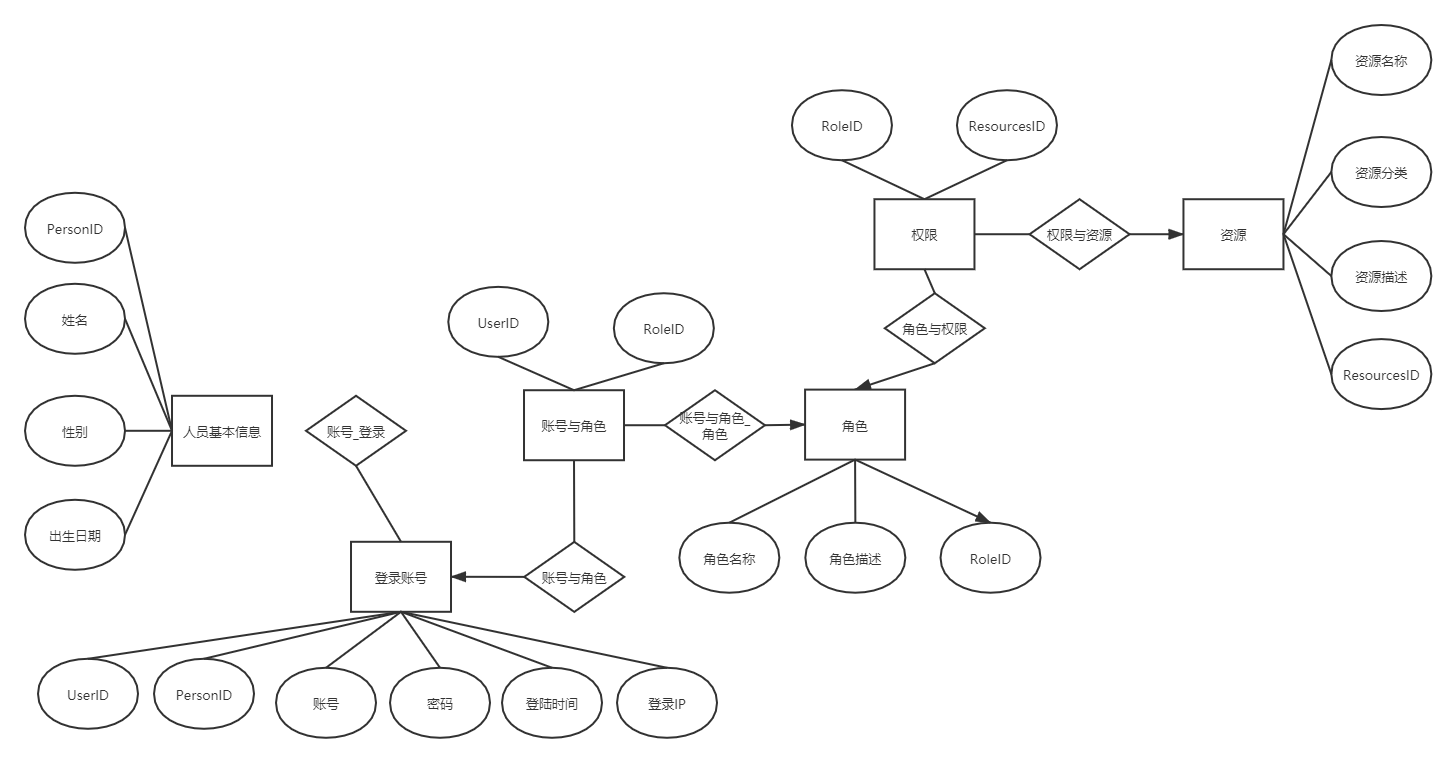 资源名称
RoleID
ResourcesID
资源分类
PersonID
权限
权限与资源
资源
资源描述
姓名
UserID
RoleID
角色与权限
ResourcesID
性别
人员基本信息
账号_登录
账号与角色
账号与角色_
角色
角色
出生日期
登录账号
账号与角色
角色名称
角色描述
RoleID
UserID
PersonID
账号
密码
登陆时间
登录IP